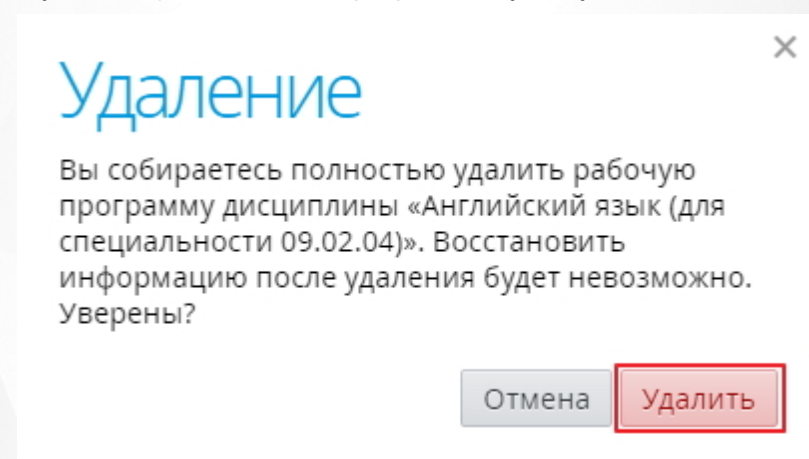 Удаление
Вы собираетесь полностью удалить рабочую
программу дисциплины «Английский язык (для
специальности 09.02.04)». Восстановить
информацию после удаления будет невозможно.
Уверены?
Отмена Удалить